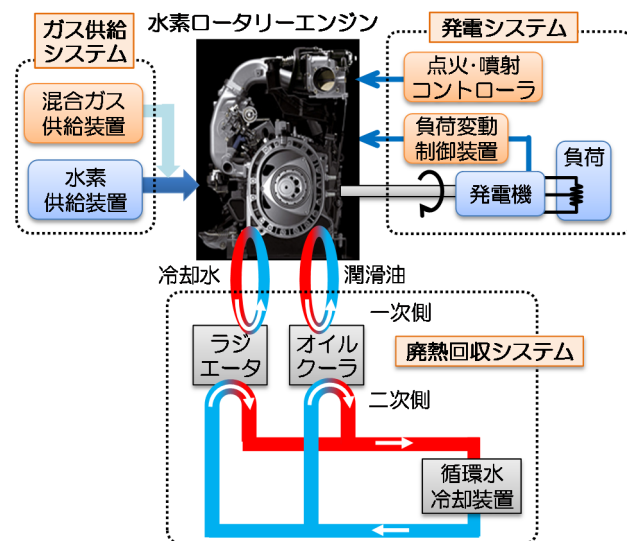 ガス供給
システム
水素ロータリーエンジン
発電システム
混合ガス
供給装置
点火・噴射
コントローラ
負荷変動
制御装置
負荷
水素
供給装置
発電機
冷却水
潤滑油
一次側
ラジ
エータ
オイル
クーラ
廃熱回収システム
二次側
循環水
冷却装置